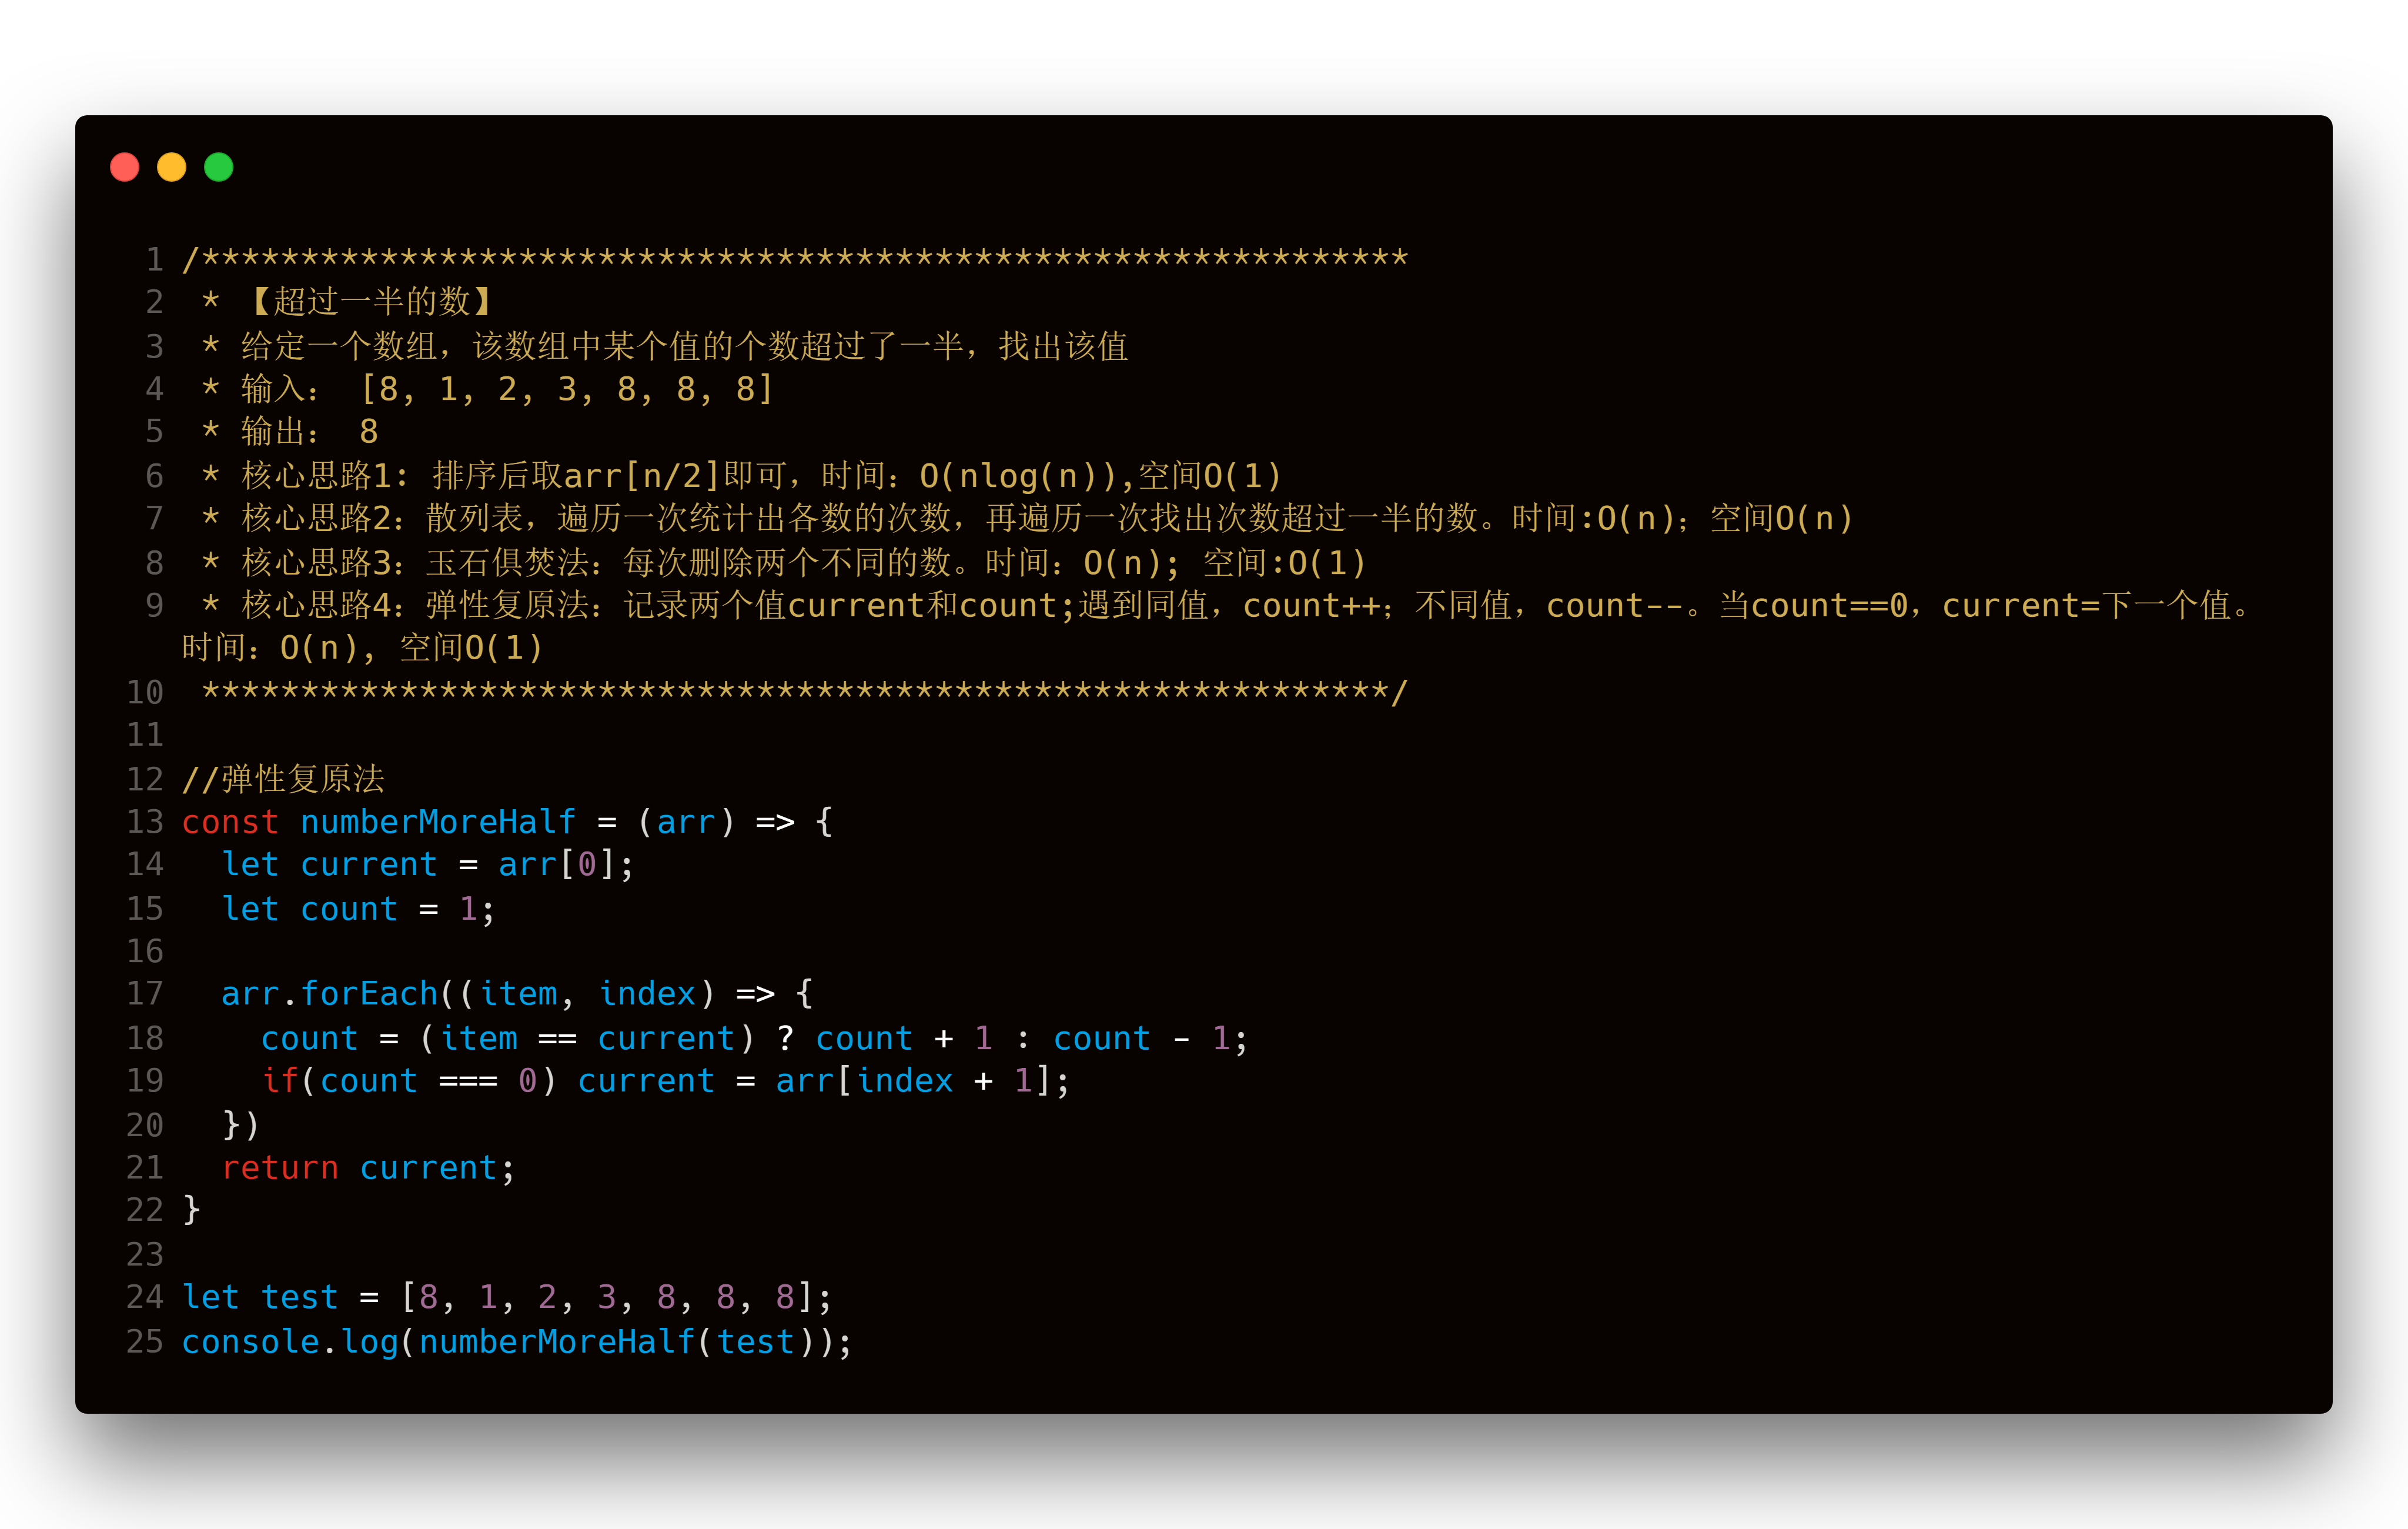 1 /*************************************************************
2  * 【超过一半的数】
3  * 给定一个数组，该数组中某个值的个数超过了一半，找出该值
4  * 输入： [8, 1, 2, 3, 8, 8, 8]
5  * 输出： 8
6  * 核心思路1: 排序后取arr[n/2]即可，时间：O(nlog(n)),空间O(1)
7  * 核心思路2：散列表，遍历一次统计出各数的次数，再遍历一次找出次数超过一半的数。时间:O(n)；空间O(n)
8  * 核心思路3：玉石俱焚法：每次删除两个不同的数。时间：O(n); 空间:O(1)
9  * 核心思路4：弹性复原法：记录两个值current和count;遇到同值，count++；不同值，count--。当count==0，current=下一个值。
时间：O(n), 空间O(1)
10  ************************************************************/
11
12 //弹性复原法
13 const numberMoreHalf = (arr) => {
14   let current = arr[0];
15   let count = 1;
16
17   arr.forEach((item, index) => {
18     count = (item == current) ? count + 1 : count - 1;
19     if(count === 0) current = arr[index + 1];
20   })
21   return current;
22 }
23
24 let test = [8, 1, 2, 3, 8, 8, 8];
25 console.log(numberMoreHalf(test));